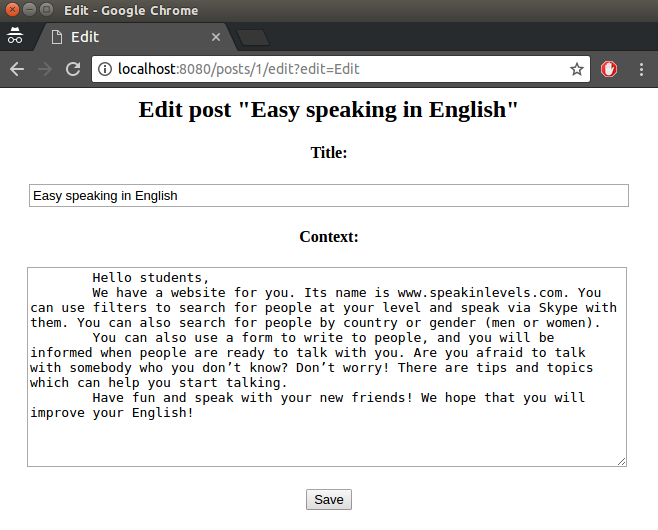 Edit - Google Chrome
Edit
localhost:8080/posts/1/edit?edit=Edit
Edit post "Easy speaking in English"
Title:
Easy speaking in English
Context:
Hello students,
We have a website for you. Its name is www.speakinlevels.com. You
can use filters to search for people at your level and speak via Skype with
them. You can also search for people by country or gender (men or women).
You can also use a form to write to people, and you will be
informed when people are ready to talk with you. Are you afraid to talk
with somebody who you don’t know? Don’t worry! There are tips and topics
which can help you start talking.
Have fun and speak with your new friends! We hope that you will
improve your English!
Save